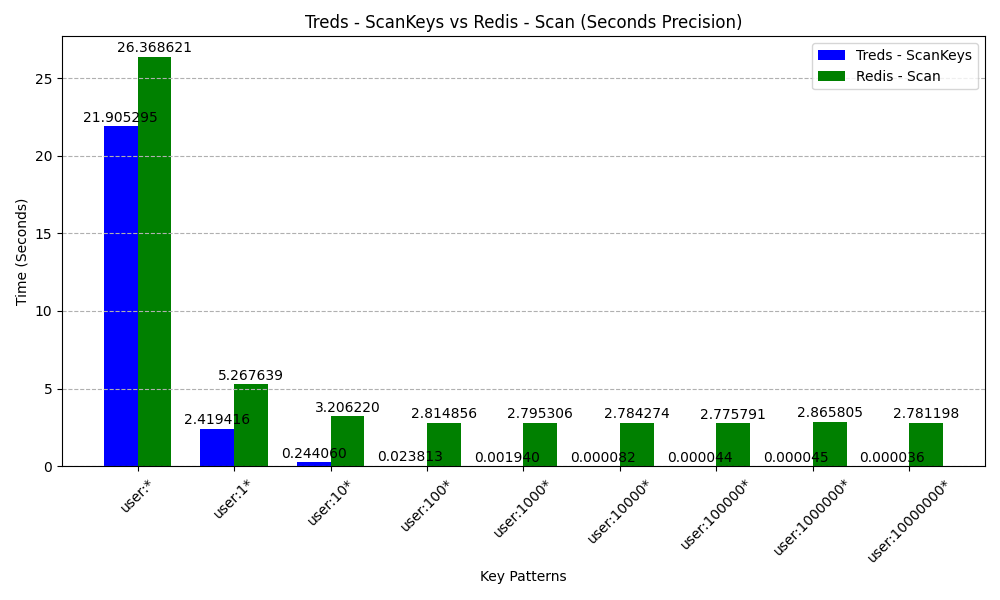 Treds - ScanKeys vs Redis - Scan (Seconds Precision)
Treds - ScanKeys
Redis - Scan
Time (Seconds)
25
20
15
10
5
0
21.905295
26.368621
2.419416
5.267639
0.244060
3.206220
0.023813
2.814856
0.001940
2.795306
0.000082
2.784274
0.000044
2.775791
0.000045
2.865805
0.000036
2.781198
user:*
user:1*
user:10*
user:100*
user:1000*
user:10000*
user:100000*
user:1000000*
user:10000000*
Key Patterns